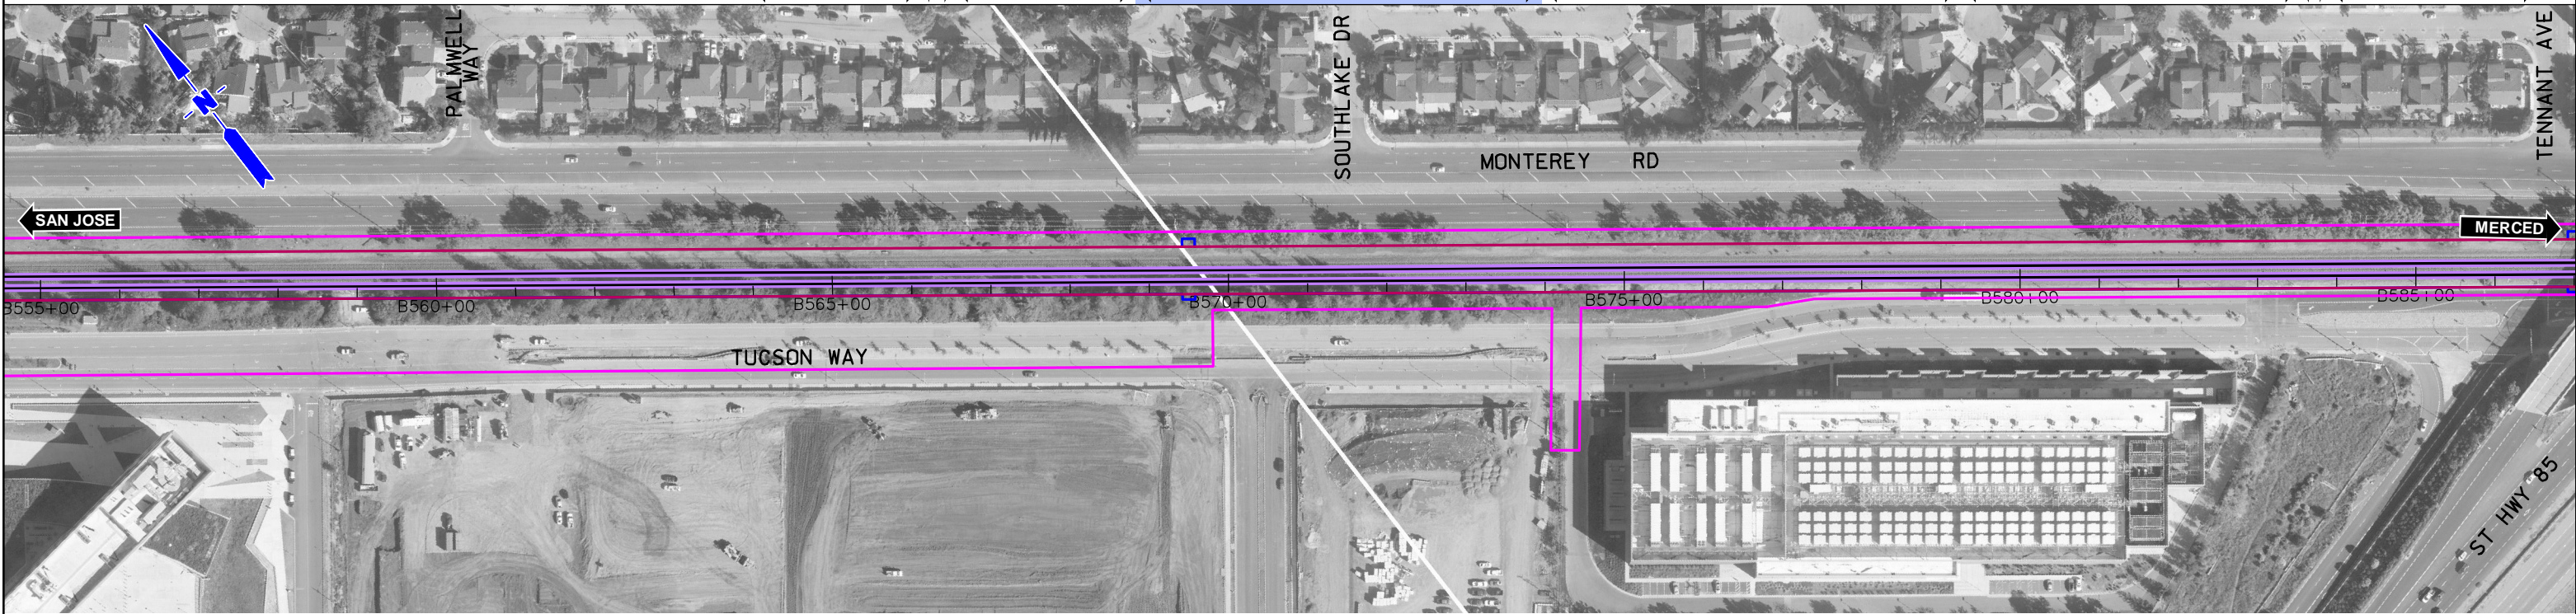 PALMWELL
WAY
SOUTHLAKE DR
TENNANT AVE
N
MONTEREY RD
SAN JOSE
MERCED
B555+00
B560+00
B565+00
B570+00
B575+00
B580+00
B585+00
TUCSON WAY
ST HWY 85